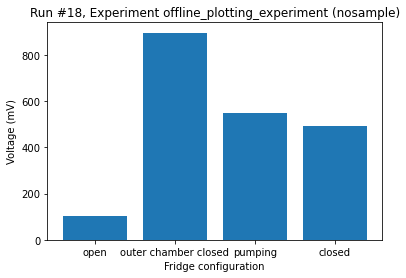 Run #18, Experiment offline_plotting_experiment (nosample)
Voltage (mV)
800
600
400
200
0
open outer chamber closed pumping closed
Fridge configuration